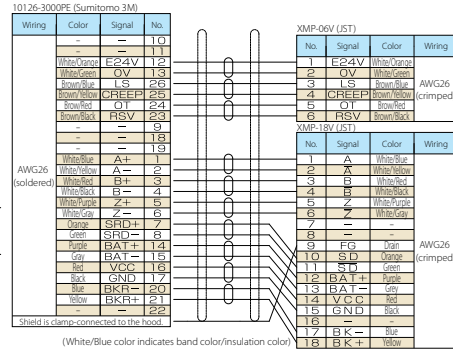 10126-3000PE (Sumitomo 3M)
Wiring Color Signal No.
- - 10
- - 11
White/Orange E24V 12
White/Green 0V 13
Brown/Blue LS 26
Brown/Yellow CREEP 25
Brow/Red OT 24
Brown/Black RSV 23
- - 9
- - 18
- - 19
White/Blue A+ 1
White/Yellow A- 2
White/Red B+ 3
White/Black B- 4
White/Purple Z+ 5
White/Gray Z- 6
Orange SRD+ 7
Green SRD- 8
Purple BAT+ 14
Gray BAT- 15
Red VCC 16
Black GND 17
Blue BKR- 20
Yellow BKR+ 21
- - 22
AWG26
(soldered)
Shield is clamp-connected to the hood.
XMP-06V (JST)
No. Signal Color Wiring
1 E24V White/Orange
2 0V White/Green
3 LS Brown/Blue
4 CREEP Brown/Yellow
5 OT Brow/Red
6 RSV Brown/Black
AWG26
(crimped
XMP-18V (JST)
No. Signal Color Wiring
1 A White/Blue
2 A̅ White/Yellow
3 B White/Red
4 B̅ White/Black
5 Z White/Purple
6 Z̅ White/Gray
7 - -
8 - -
9 FG Drain
10 SD Orange
11 S̅D̅ Green
12 BAT+ Purple
13 BAT- Grey
14 VCC Red
15 GND Black
16 - -
17 BK- Blue
18 BK+ Yellow
AWG26
(crimped
(White/Blue color indicates band color/insulation color)